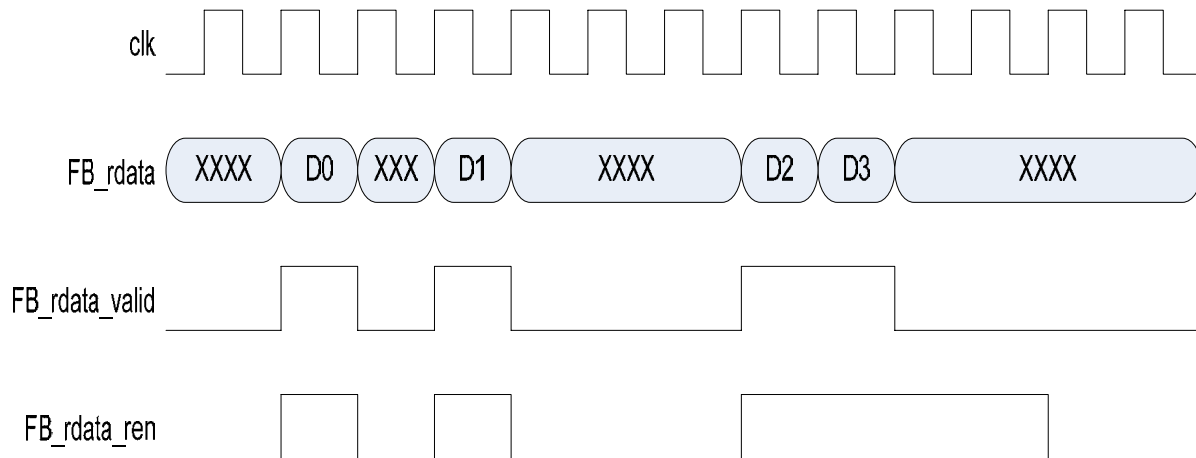 clk
FB_rdata XXXX D0 XXX D1 XXXX D2 D3 XXXX
FB_rdata_valid
FB_rdata_ren